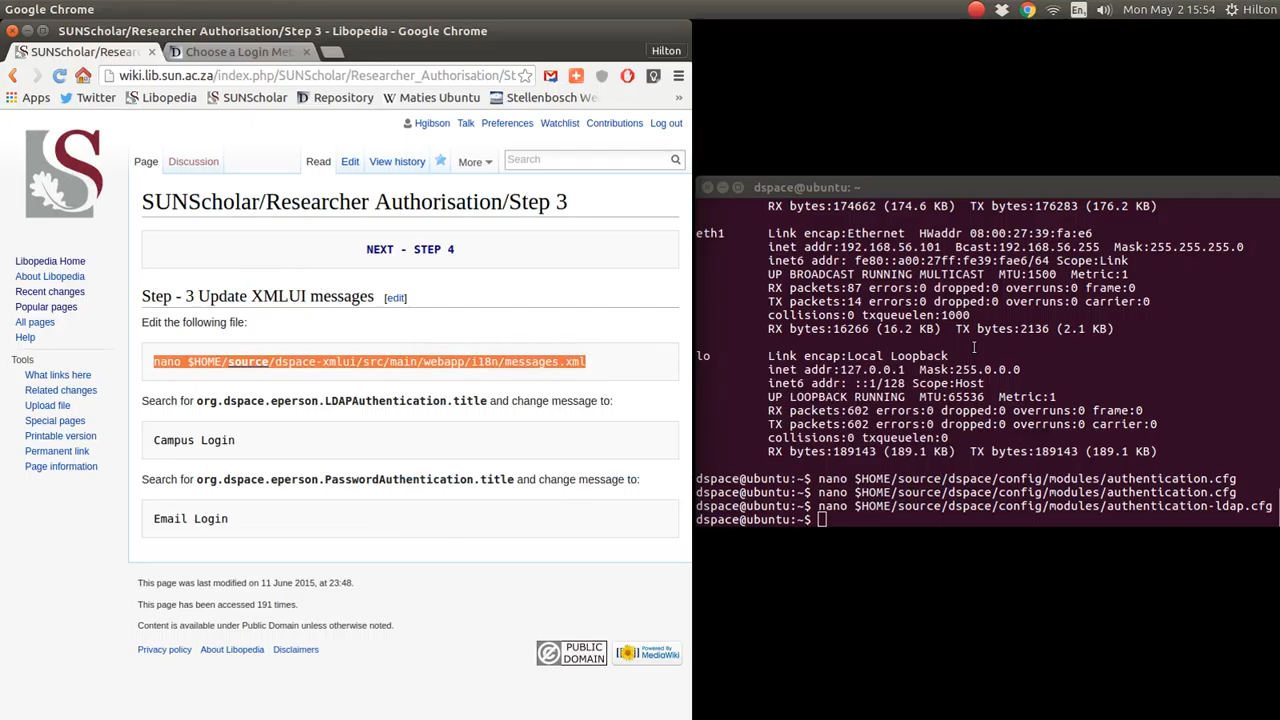 Google Chrome
En
Mon May 2 15:54
Hilton
SUNScholar/Researcher Authorisation/Step 3 - Libopedia - Google Chrome
SUNScholar/Resear
Choose a Login Met
Hilton
wiki.lib.sun.ac.za/index.php/SUNScholar/Researcher_Authorisation/St
Apps
Twitter
Libopedia
SUNScholar
Repository
Maties Ubuntu
Stellenbosch We
»
Hgibson
Talk
Preferences
Watchlist
Contributions
Log out
Page
Discussion
Read
Edit
View history
More
Search
SUNScholar/Researcher Authorisation/Step 3
NEXT - STEP 4
Libopedia Home
About Libopedia
Recent changes
Popular pages
All pages
Help
Tools
What links here
Related changes
Upload file
Special pages
Printable version
Permanent link
Page information
Step - 3 Update XMLUI messages [edit]
Edit the following file:
nano $HOME/source/dspace-xmlui/src/main/webapp/i18n/messages.xml
Search for org.dspace.eperson.LDAPAuthentication.title and change message to:
Campus Login
Search for org.dspace.eperson.PasswordAuthentication.title and change message to:
Email Login
This page was last modified on 11 June 2015, at 23:48.
This page has been accessed 191 times.
Content is available under Public Domain unless otherwise noted.
Privacy policy
About Libopedia
Disclaimers
PUBLIC DOMAIN
Powered By MediaWiki
dspace@ubuntu: ~
RX bytes:174662 (174.6 KB) TX bytes:176283 (176.2 KB)
eth1 Link encap:Ethernet HWaddr 08:00:27:39:fa:e6
inet addr:192.168.56.101 Bcast:192.168.56.255 Mask:255.255.255.0
inet6 addr: fe80::a00:27ff:fe39:fae6/64 Scope:Link
UP BROADCAST RUNNING MULTICAST MTU:1500 Metric:1
RX packets:87 errors:0 dropped:0 overruns:0 frame:0
TX packets:14 errors:0 dropped:0 overruns:0 carrier:0
collisions:0 txqueuelen:1000
RX bytes:16266 (16.2 KB) TX bytes:2136 (2.1 KB)
lo Link encap:Local Loopback
inet addr:127.0.0.1 Mask:255.0.0.0
inet6 addr: ::1/128 Scope:Host
UP LOOPBACK RUNNING MTU:65536 Metric:1
RX packets:602 errors:0 dropped:0 overruns:0 frame:0
TX packets:602 errors:0 dropped:0 overruns:0 carrier:0
collisions:0 txqueuelen:0
RX bytes:189143 (189.1 KB) TX bytes:189143 (189.1 KB)
dspace@ubuntu:~$ nano $HOME/source/dspace/config/modules/authentication.cfg
dspace@ubuntu:~$ nano $HOME/source/dspace/config/modules/authentication.cfg
dspace@ubuntu:~$ nano $HOME/source/dspace/config/modules/authentication-ldap.cfg
dspace@ubuntu:~$